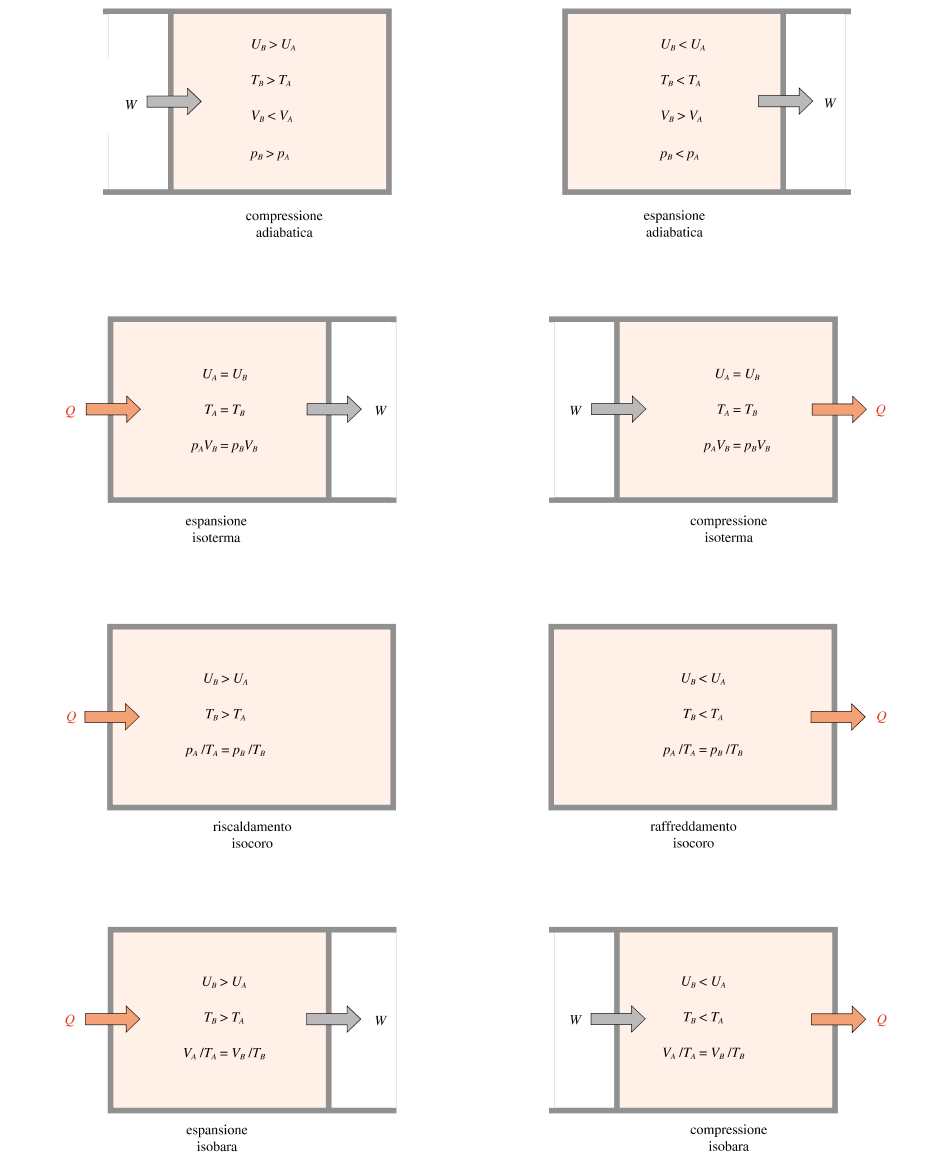 U_B > U_A
T_B > T_A
W
V_B < V_A
p_B > p_A
compressione
adiabatica
U_B < U_A
T_B < T_A
W
V_B > V_A
p_B < p_A
espansione
adiabatica
U_A = U_B
Q
T_A = T_B
W
p_AV_B = p_BV_B
espansione
isoterma
U_A = U_B
W
T_A = T_B
Q
p_AV_B = p_BV_B
compressione
isoterma
U_B > U_A
Q
T_B > T_A
p_A /T_A = p_B /T_B
riscaldamento
isocoro
U_B < U_A
T_B < T_A
Q
p_A /T_A = p_B /T_B
raffreddamento
isocoro
U_B > U_A
Q
T_B > T_A
W
V_A /T_A = V_B /T_B
espansione
isobara
U_B < U_A
W
T_B < T_A
Q
V_A /T_A = V_B /T_B
compressione
isobara